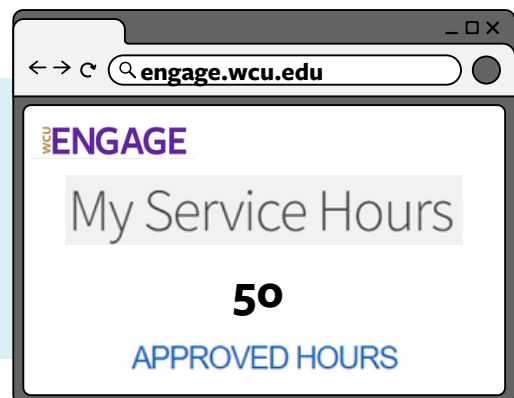 engage.wcu.edu
WCU ENGAGE
My Service Hours
50
APPROVED HOURS